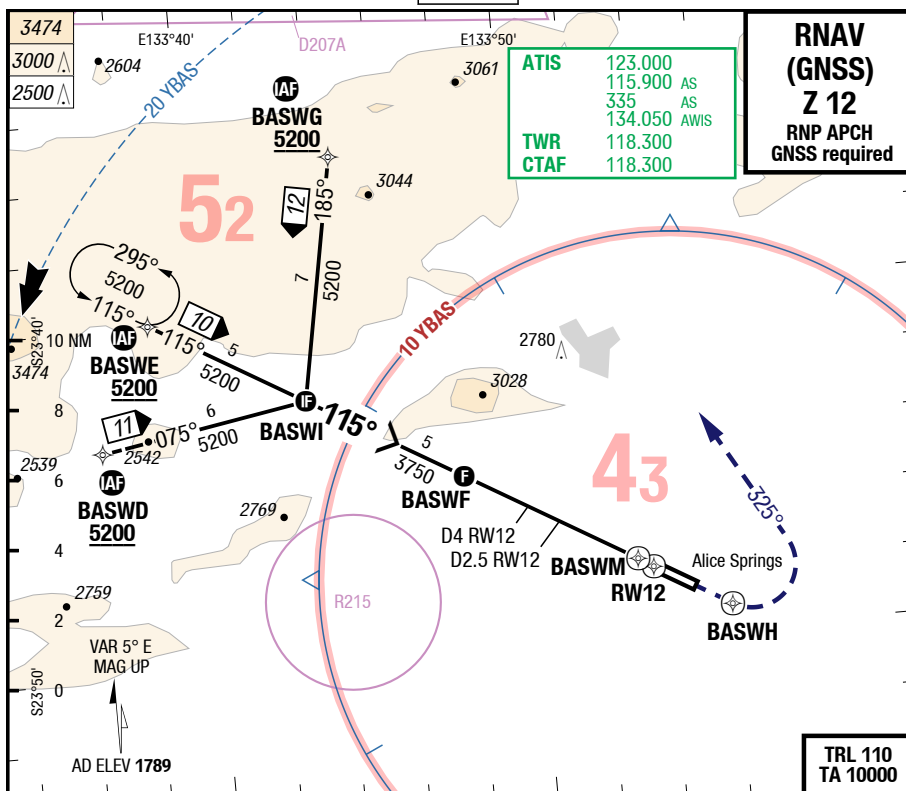 3474
3000
2500
E133°40'
E133°50'
D207A
2604
3061
20 YBAS
IAF
BASWG
5200
ATIS 123.000
115.900 AS
335 AS
134.050 AWIS
TWR 118.300
CTAF 118.300
RNAV
(GNSS)
Z 12
RNP APCH
GNSS required
52
12
185°
3044
7
5200
295°
5200
115°
10
115°
5
5200
10 YBAS
S23°40'
10 NM
3474
IAF
BASWE
5200
2780
3028
8
IF
BASWI
115°
5
3750
6
5200
11
075°
2542
2539
6
IAF
BASWD
5200
F
BASWF
43
325°
2769
4
D4 RW12
D2.5 RW12
BASWM
RW12
Alice Springs
BASWH
R215
2759
2
VAR 5° E
MAG UP
S23°50'
0
AD ELEV 1789
TRL 110
TA 10000